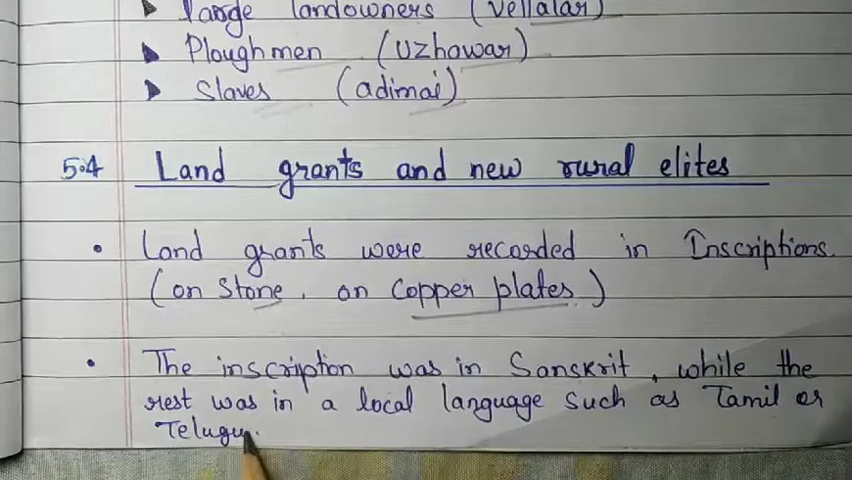 ▶ Large landowners (Vellalar)
▶ Ploughmen (Uzhavar)
▶ Slaves (adimai)
5.4 Land grants and new rural elites
• Land grants were recorded in Inscriptions.
(on stone, on copper plates)
• The inscription was in Sanskrit, while the
rest was in a local language such as Tamil or
Telugu.